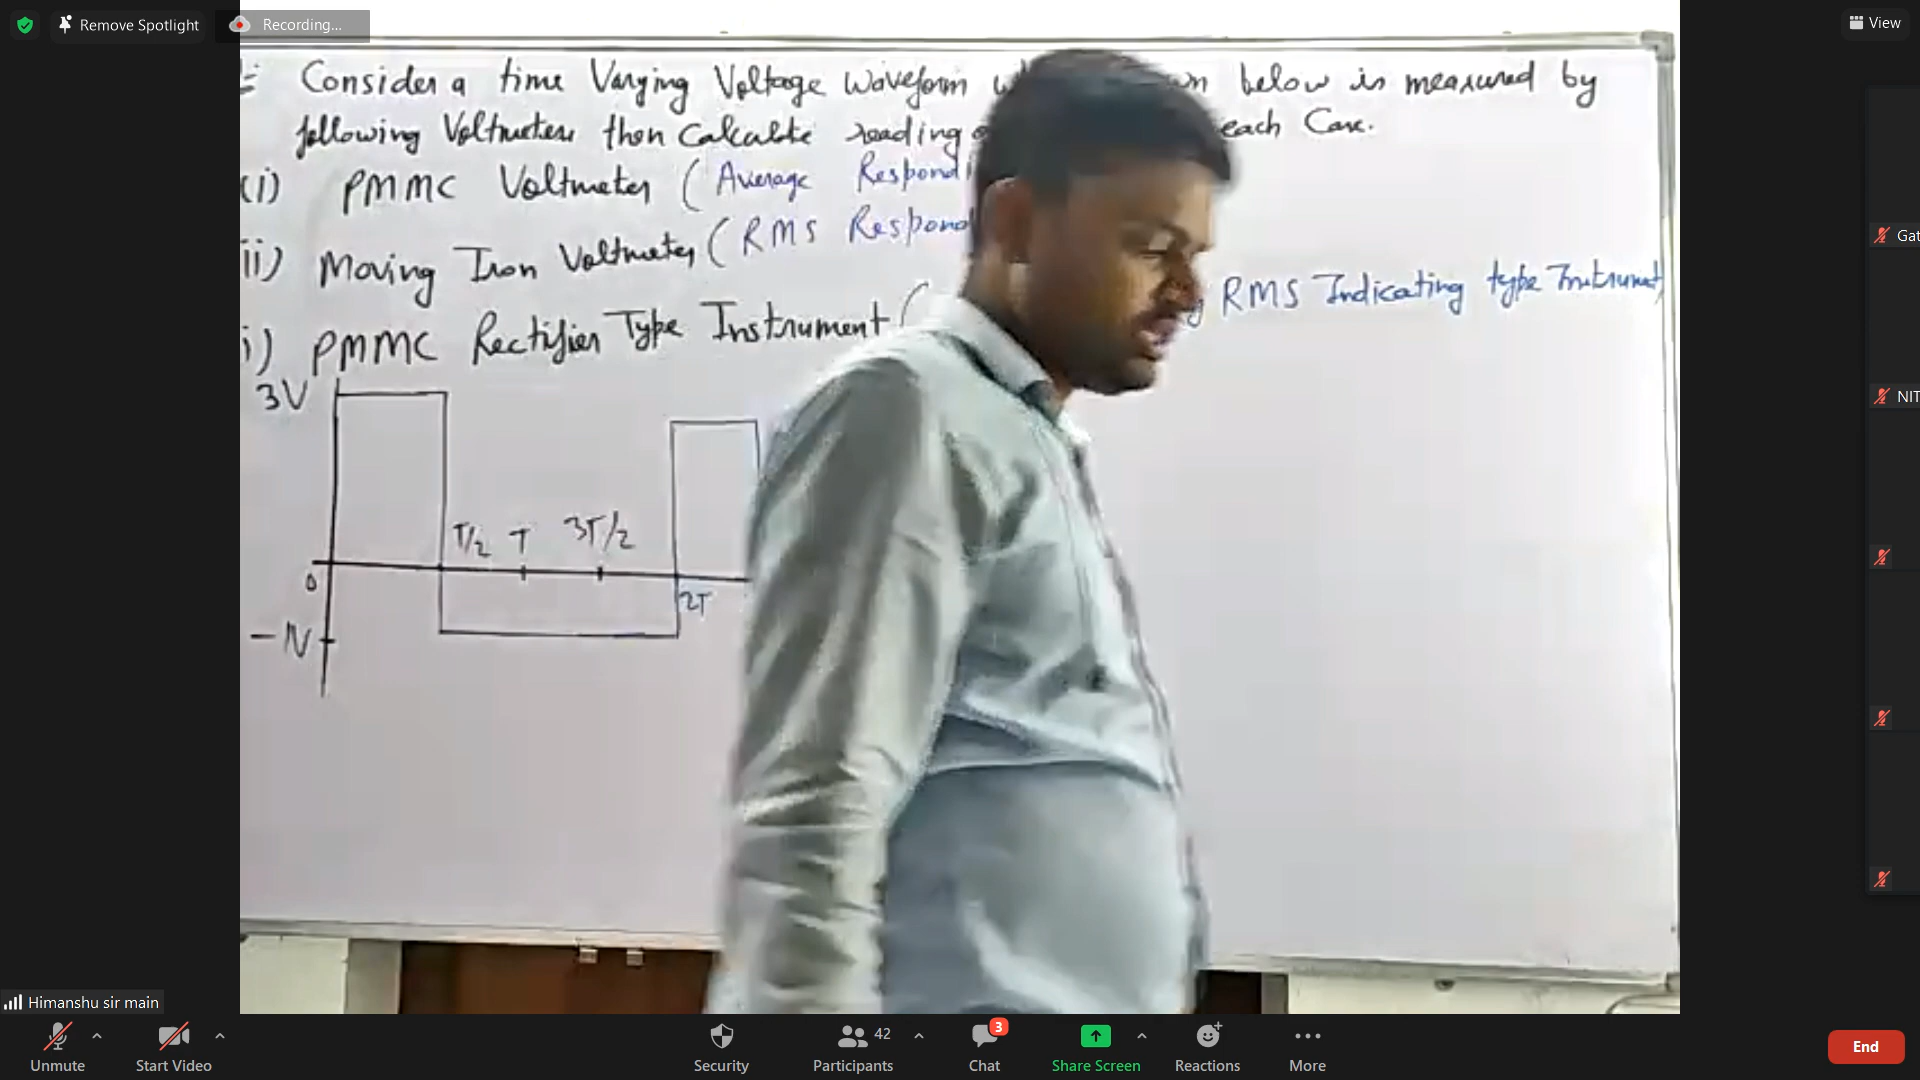 Remove Spotlight
Recording...
View
Consider a time Varying Voltage Waveform below is measured by
following Voltmeters then Calculate reading each Case.
(i) PMMC Voltmeter (Average Respondi
ii) Moving Iron Voltmeter (RMS Respond
RMS Indicating type Instrument
i) PMMC Rectifier Type Instrument (
3V
T/2 T 3T/2
0
2T
-1V
Gat
NIT
Himanshu sir main
Unmute
Start Video
Security
Participants
42
Chat
3
Share Screen
Reactions
More
End